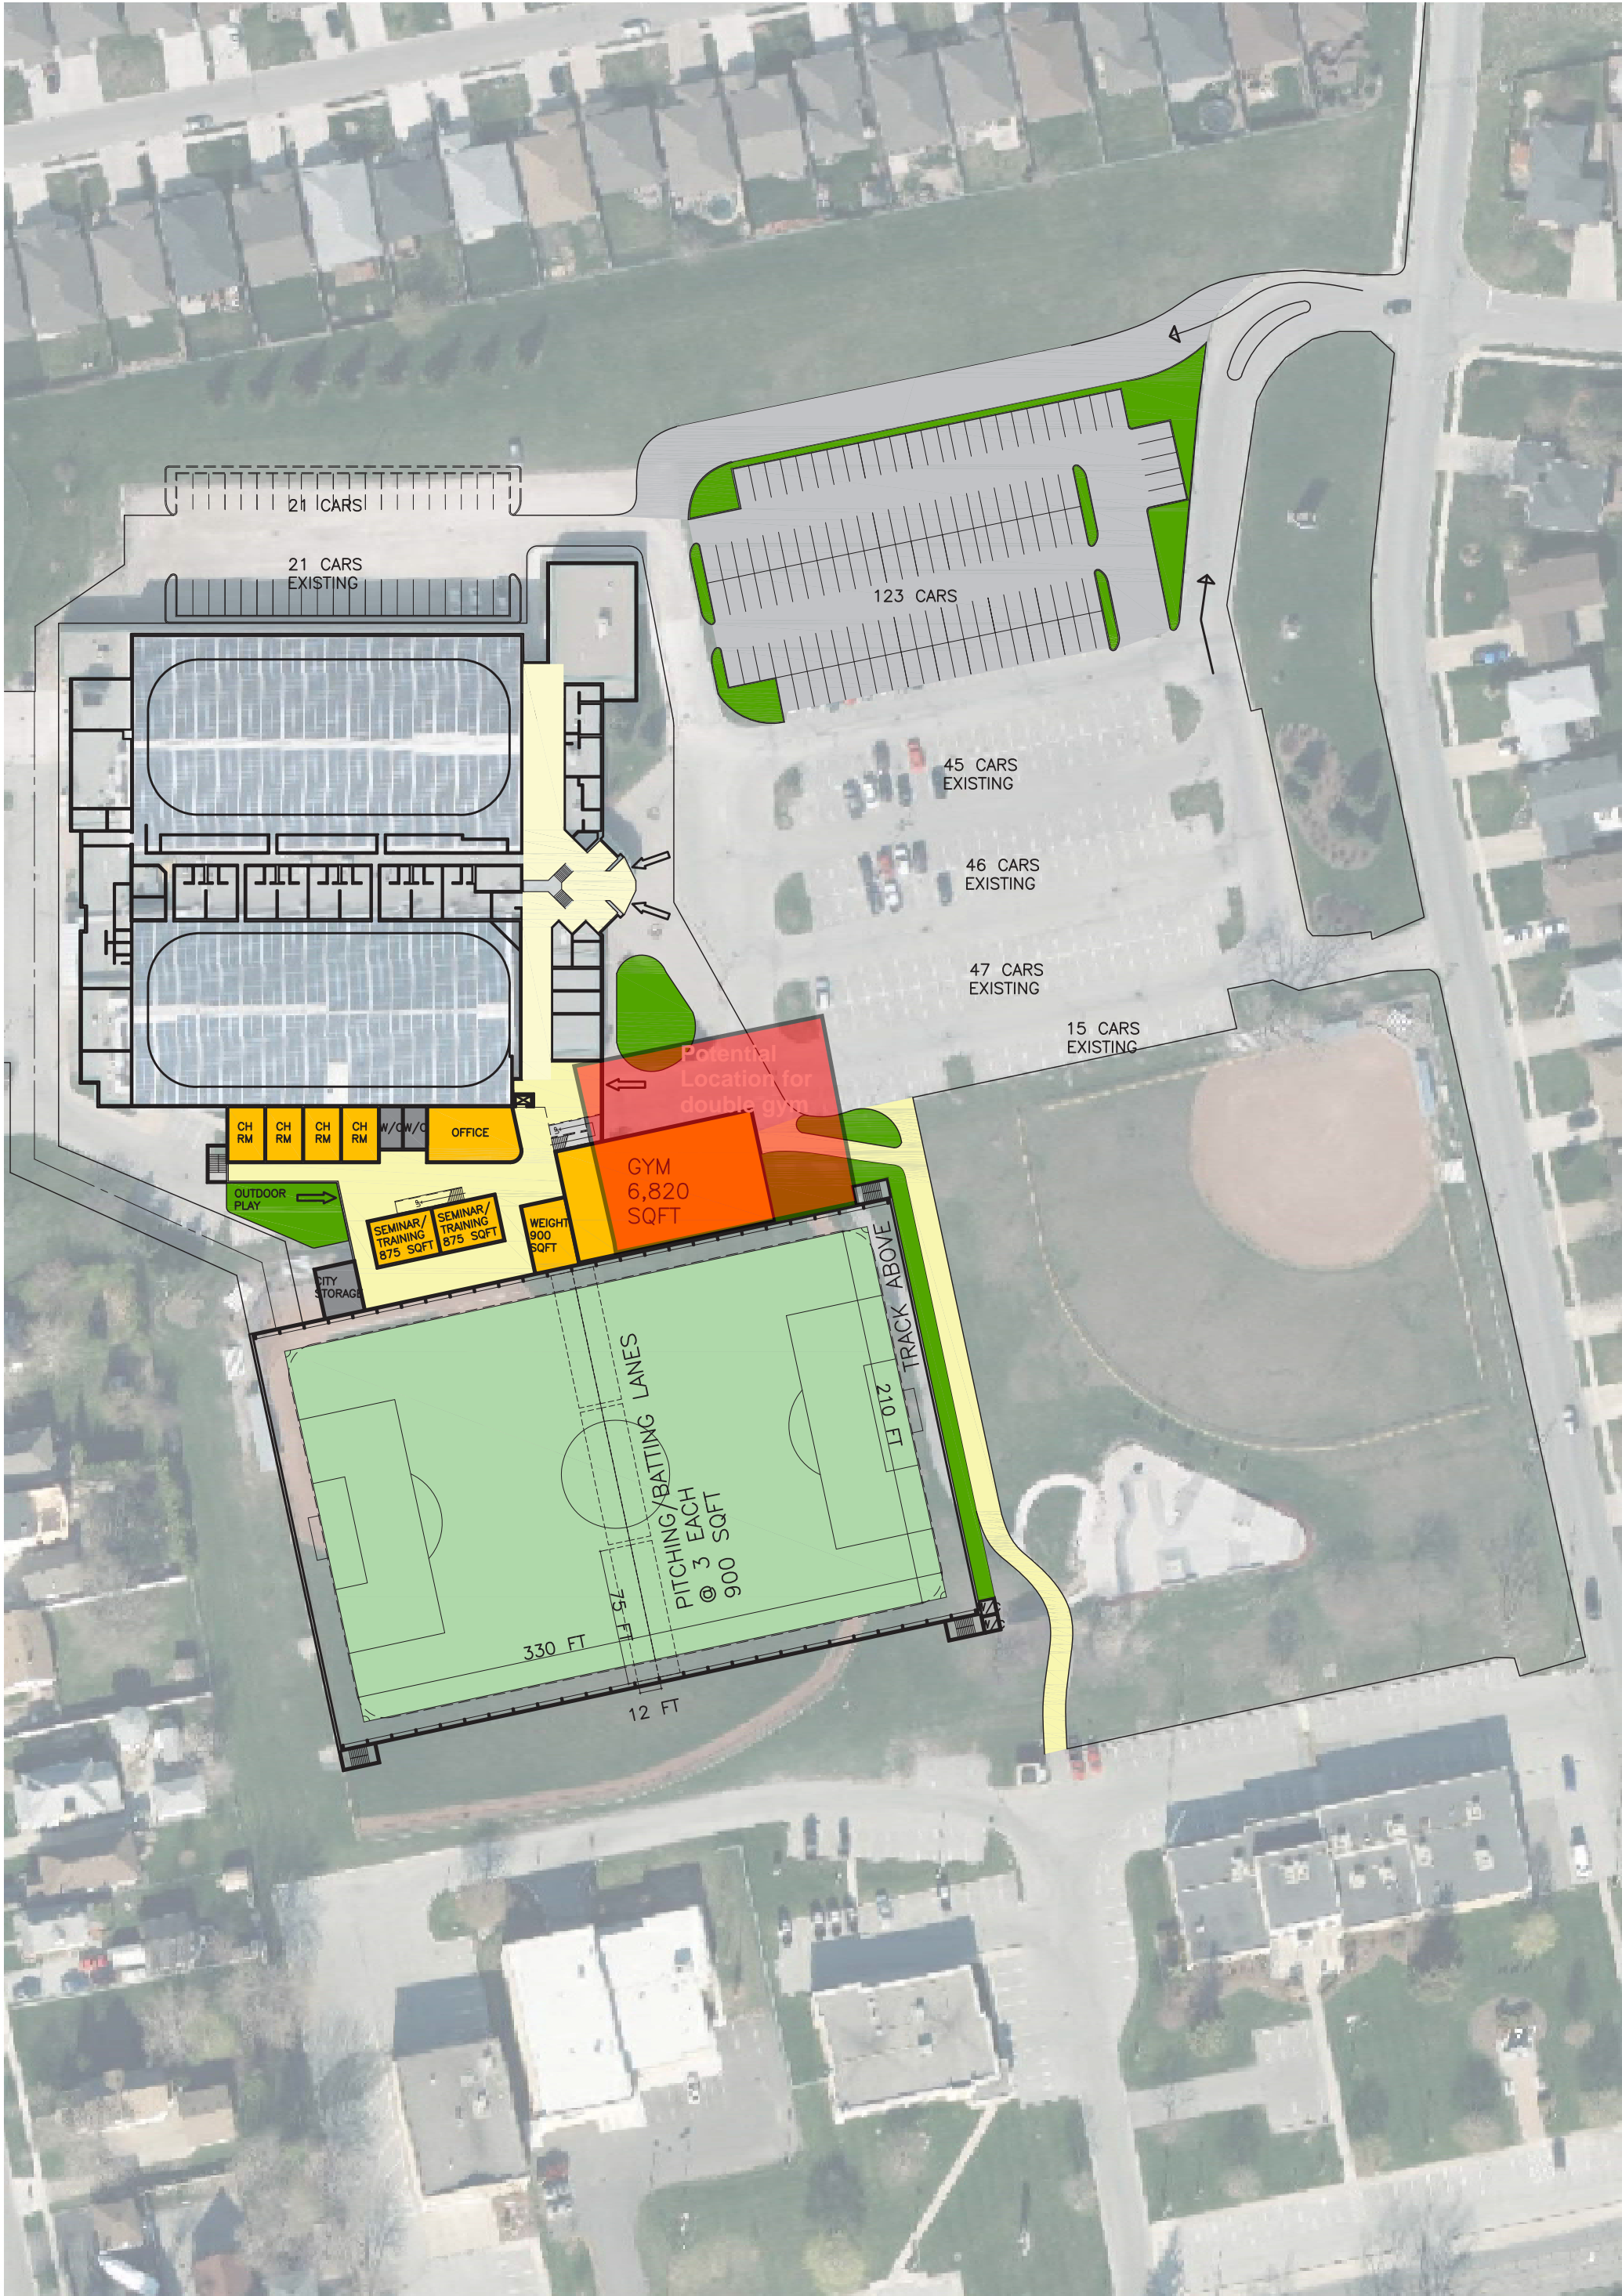 21 CARS
21 CARS
EXISTING
123 CARS
45 CARS
EXISTING
46 CARS
EXISTING
47 CARS
EXISTING
15 CARS
EXISTING
Potential
Location for
double gym
CH
RM
CH
RM
CH
RM
CH
RM
W/C
W/C
OFFICE
GYM
6,820
SQFT
OUTDOOR
PLAY
SEMINAR/
TRAINING
875 SQFT
SEMINAR/
TRAINING
875 SQFT
WEIGHT
900
SQFT
CITY
STORAGE
TRACK ABOVE
210 FT
PITCHING/BATTING LANES
@ 3 EACH
900 SQFT
75 FT
330 FT
12 FT
W/C
W/C